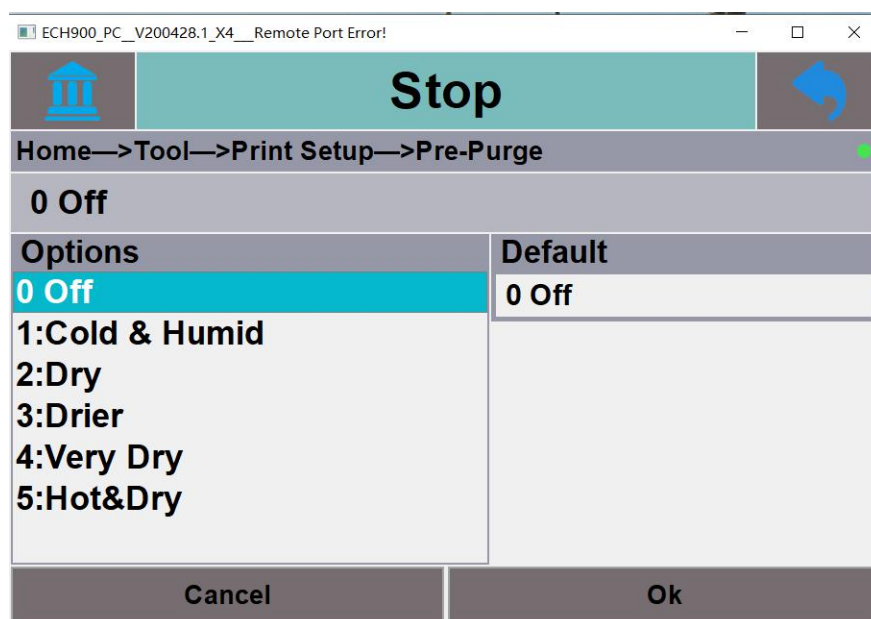 ECH900_PC__V200428.1_X4___Remote Port Error!
Stop
Home—>Tool—>Print Setup—>Pre-Purge
0 Off
Options
Default
0 Off
0 Off
1:Cold & Humid
2:Dry
3:Drier
4:Very Dry
5:Hot&Dry
Cancel
Ok